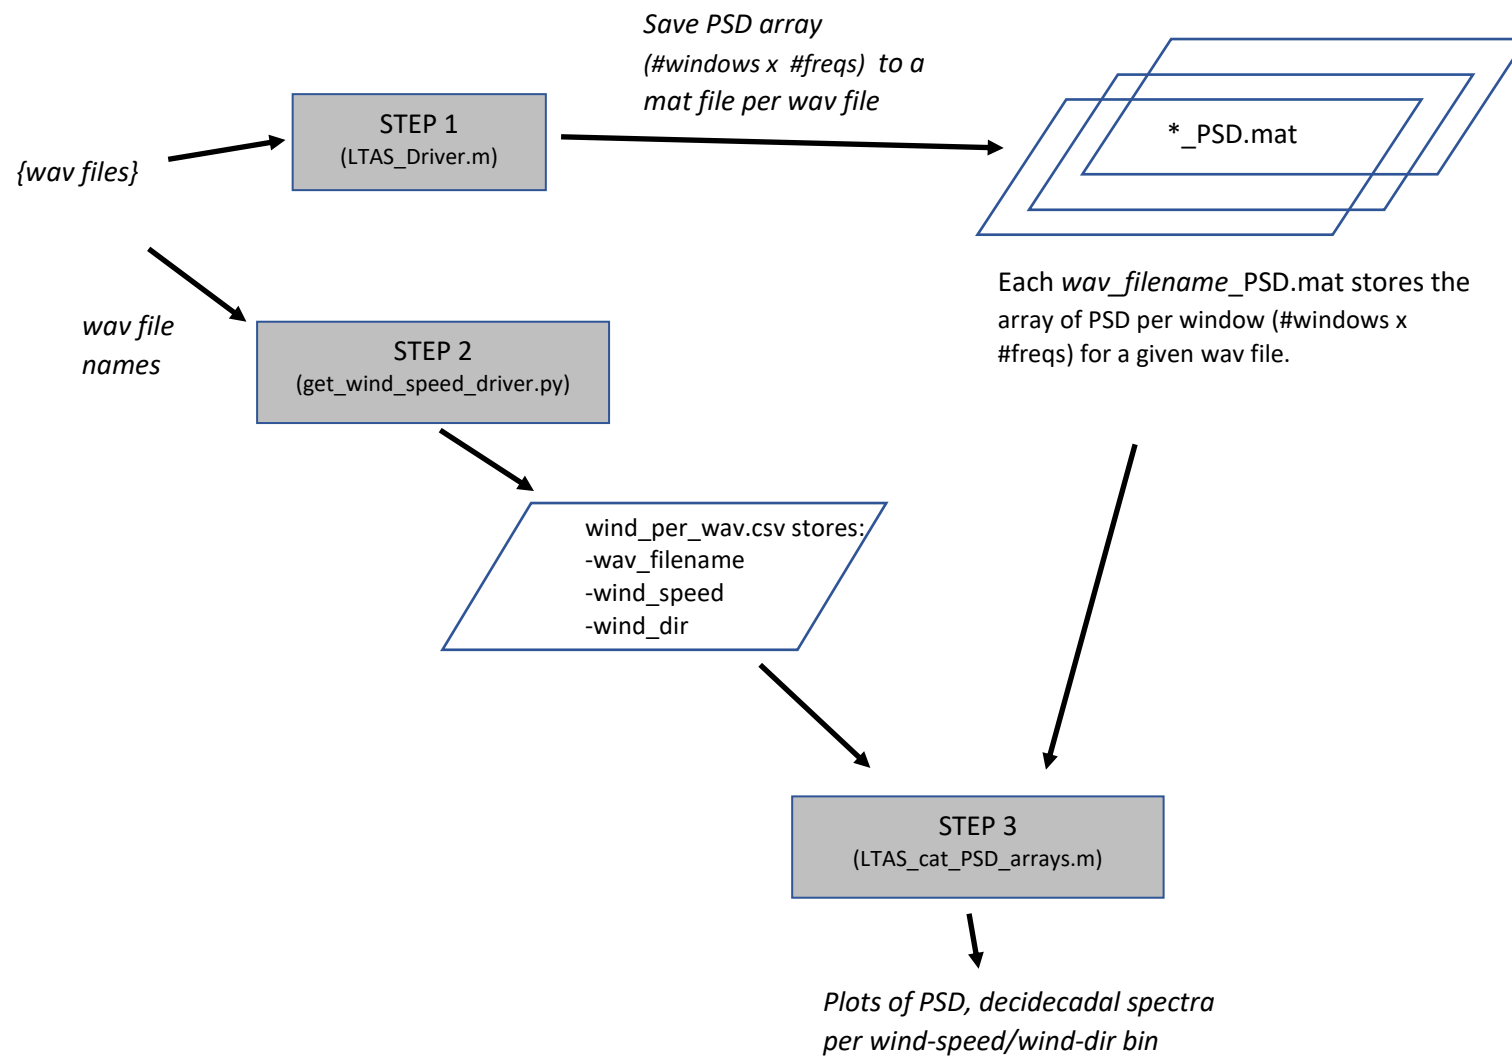 Save PSD array
(#windows x #freqs) to a
mat file per wav file
STEP 1
(LTAS_Driver.m)
*_PSD.mat
{wav files}
Each wav_filename_PSD.mat stores the
array of PSD per window (#windows x
#freqs) for a given wav file.
wav file
names
STEP 2
(get_wind_speed_driver.py)
wind_per_wav.csv stores:
-wav_filename
-wind_speed
-wind_dir
STEP 3
(LTAS_cat_PSD_arrays.m)
Plots of PSD, decidecadal spectra
per wind-speed/wind-dir bin